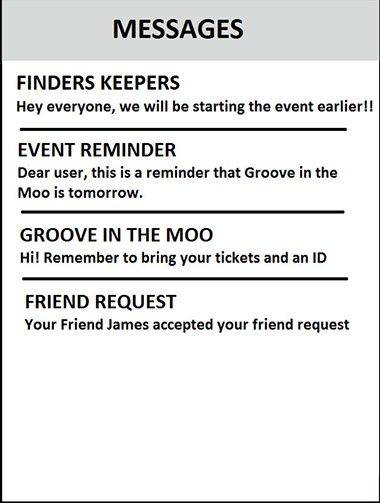 MESSAGES
FINDERS KEEPERS
Hey everyone, we will be starting the event earlier!!
EVENT REMINDER
Dear user, this is a reminder that Groove in the
Moo is tomorrow.
GROOVE IN THE MOO
Hi! Remember to bring your tickets and an ID
FRIEND REQUEST
Your Friend James accepted your friend request